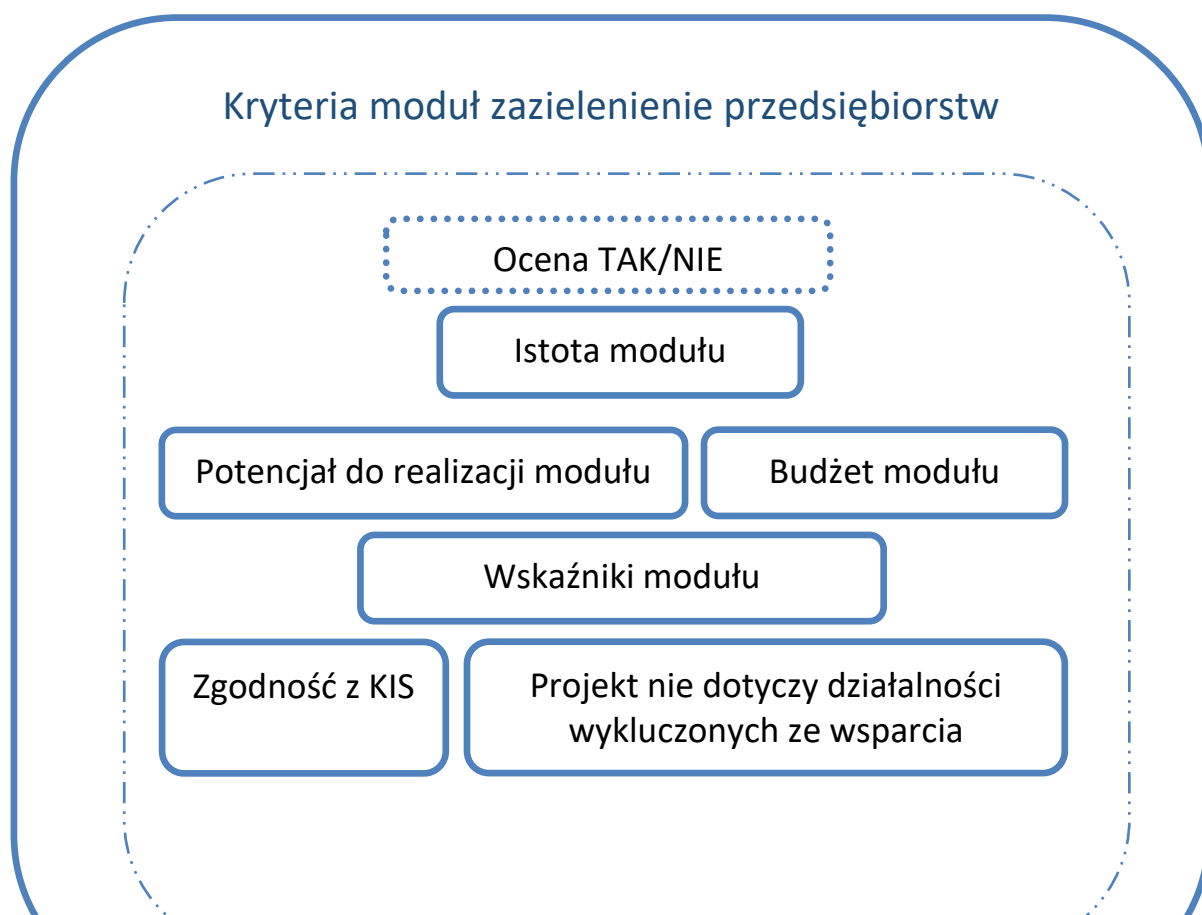 Kryteria moduł zazielenienie przedsiębiorstw
Ocena TAK/NIE
Istota modułu
Potencjał do realizacji modułu
Budżet modułu
Wskaźniki modułu
Zgodność z KIS
Projekt nie dotyczy działalności
wykluczonych ze wsparcia